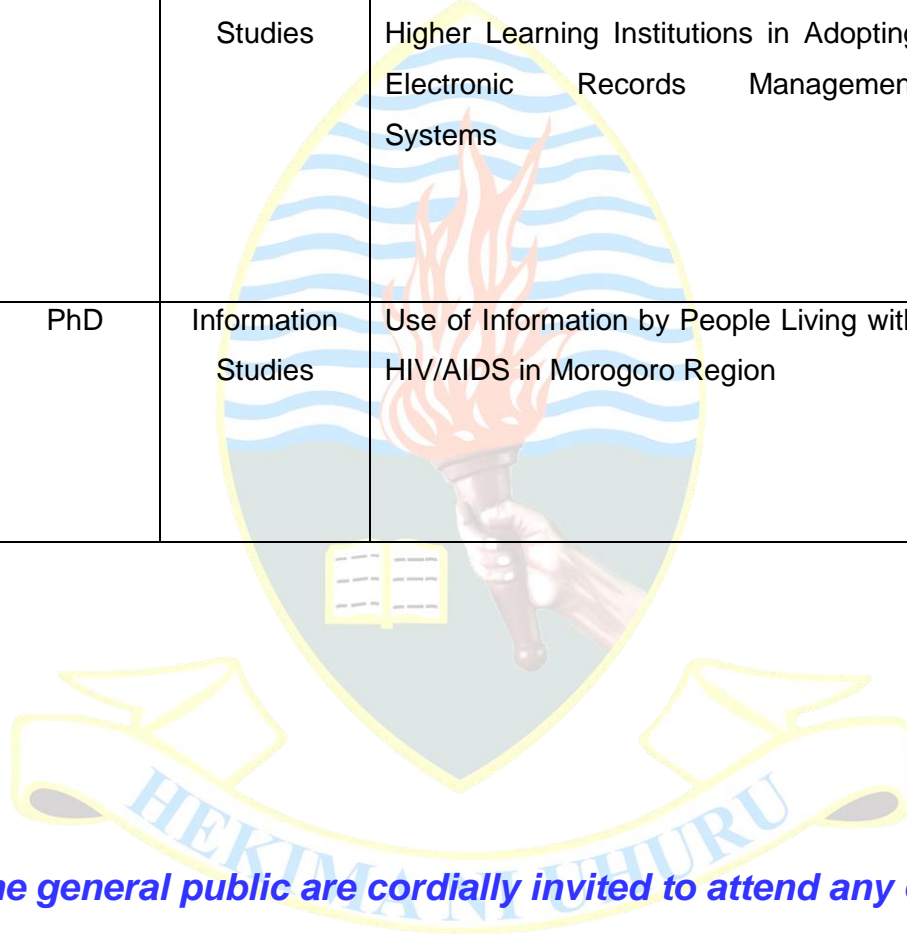 Studies Higher Learning Institutions in Adopting
Electronic Records Management
Systems
PhD Information Use of Information by People Living with
Studies HIV/AIDS in Morogoro Region
HEKIMA NI UHURU
he general public are cordially invited to attend any